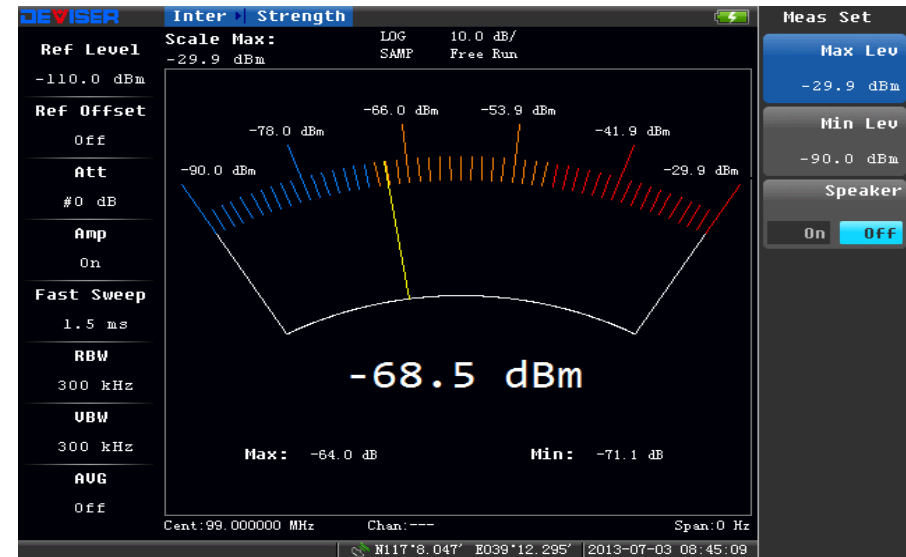 DEVISER
Inter Strength
Meas Set
Ref Level
-110.0 dBm
Ref Offset
Off
Att
#0 dB
Amp
On
Fast Sweep
1.5 ms
RBW
300 kHz
VBW
300 kHz
AVG
Off
Scale Max:
-29.9 dBm
LOG
SAMP
10.0 dB/
Free Run
-90.0 dBm
-78.0 dBm
-66.0 dBm
-53.9 dBm
-41.9 dBm
-29.9 dBm
-68.5 dBm
Max: -64.0 dB
Min: -71.1 dB
Cent:99.000000 MHz
Chan:---
Span:0 Hz
N117°8.047′ E039°12.295′
2013-07-03 08:45:09
Max Lev
-29.9 dBm
Min Lev
-90.0 dBm
Speaker
On Off